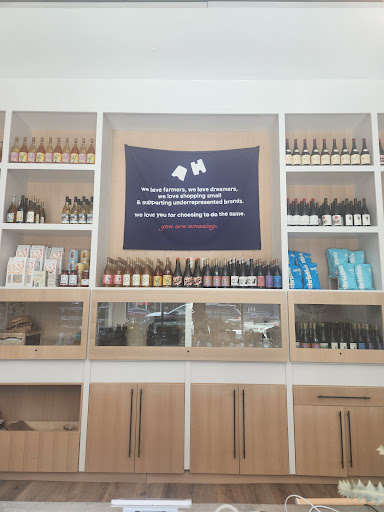 A H
we love farmers, we love dreamers,
we love shopping small
& supporting underrepresented brands.
we love you for choosing to do the same.
you are amazing.